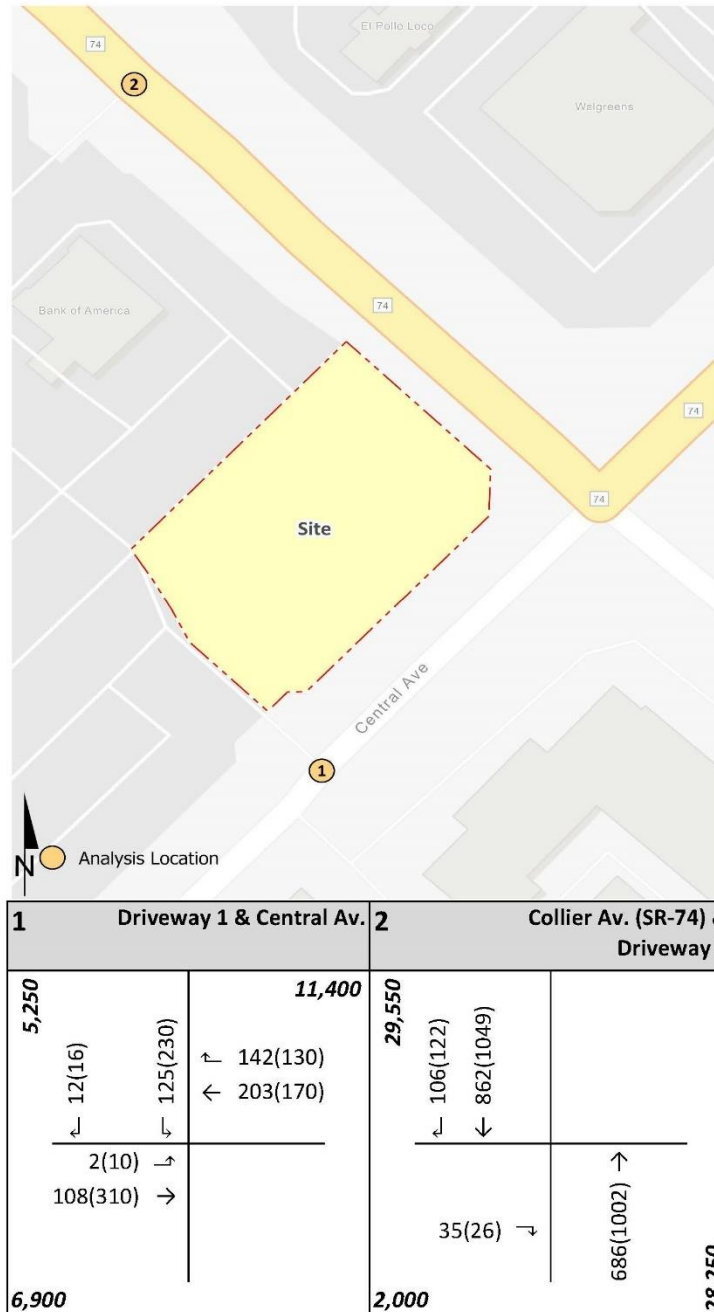 74
El Pollo Loco
2
Walgreens
74
Bank of America
74
Site
74
Central Ave
1
N
Analysis Location
1 Driveway 1 & Central Av.
5,250
11,400
12(16)
125(230)
142(130)
203(170)
2(10)
108(310)
6,900
2 Collier Av. (SR-74)
Driveway
29,550
106(122)
862(1049)
35(26)
686(1002)
2,000
28,250